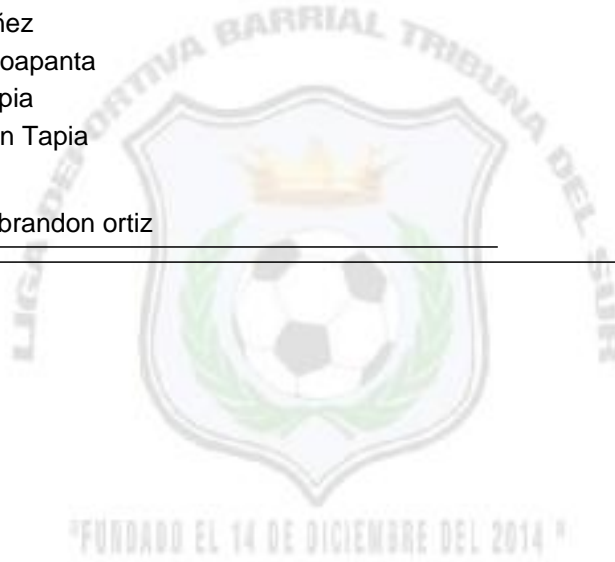 ñez
oapanta
pia
n Tapia
brandon ortiz
LIGA DEPORTIVA BARRIAL TRIBUNA DEL SUR
"FUNDADO EL 14 DE DICIEMBRE DEL 2014 "